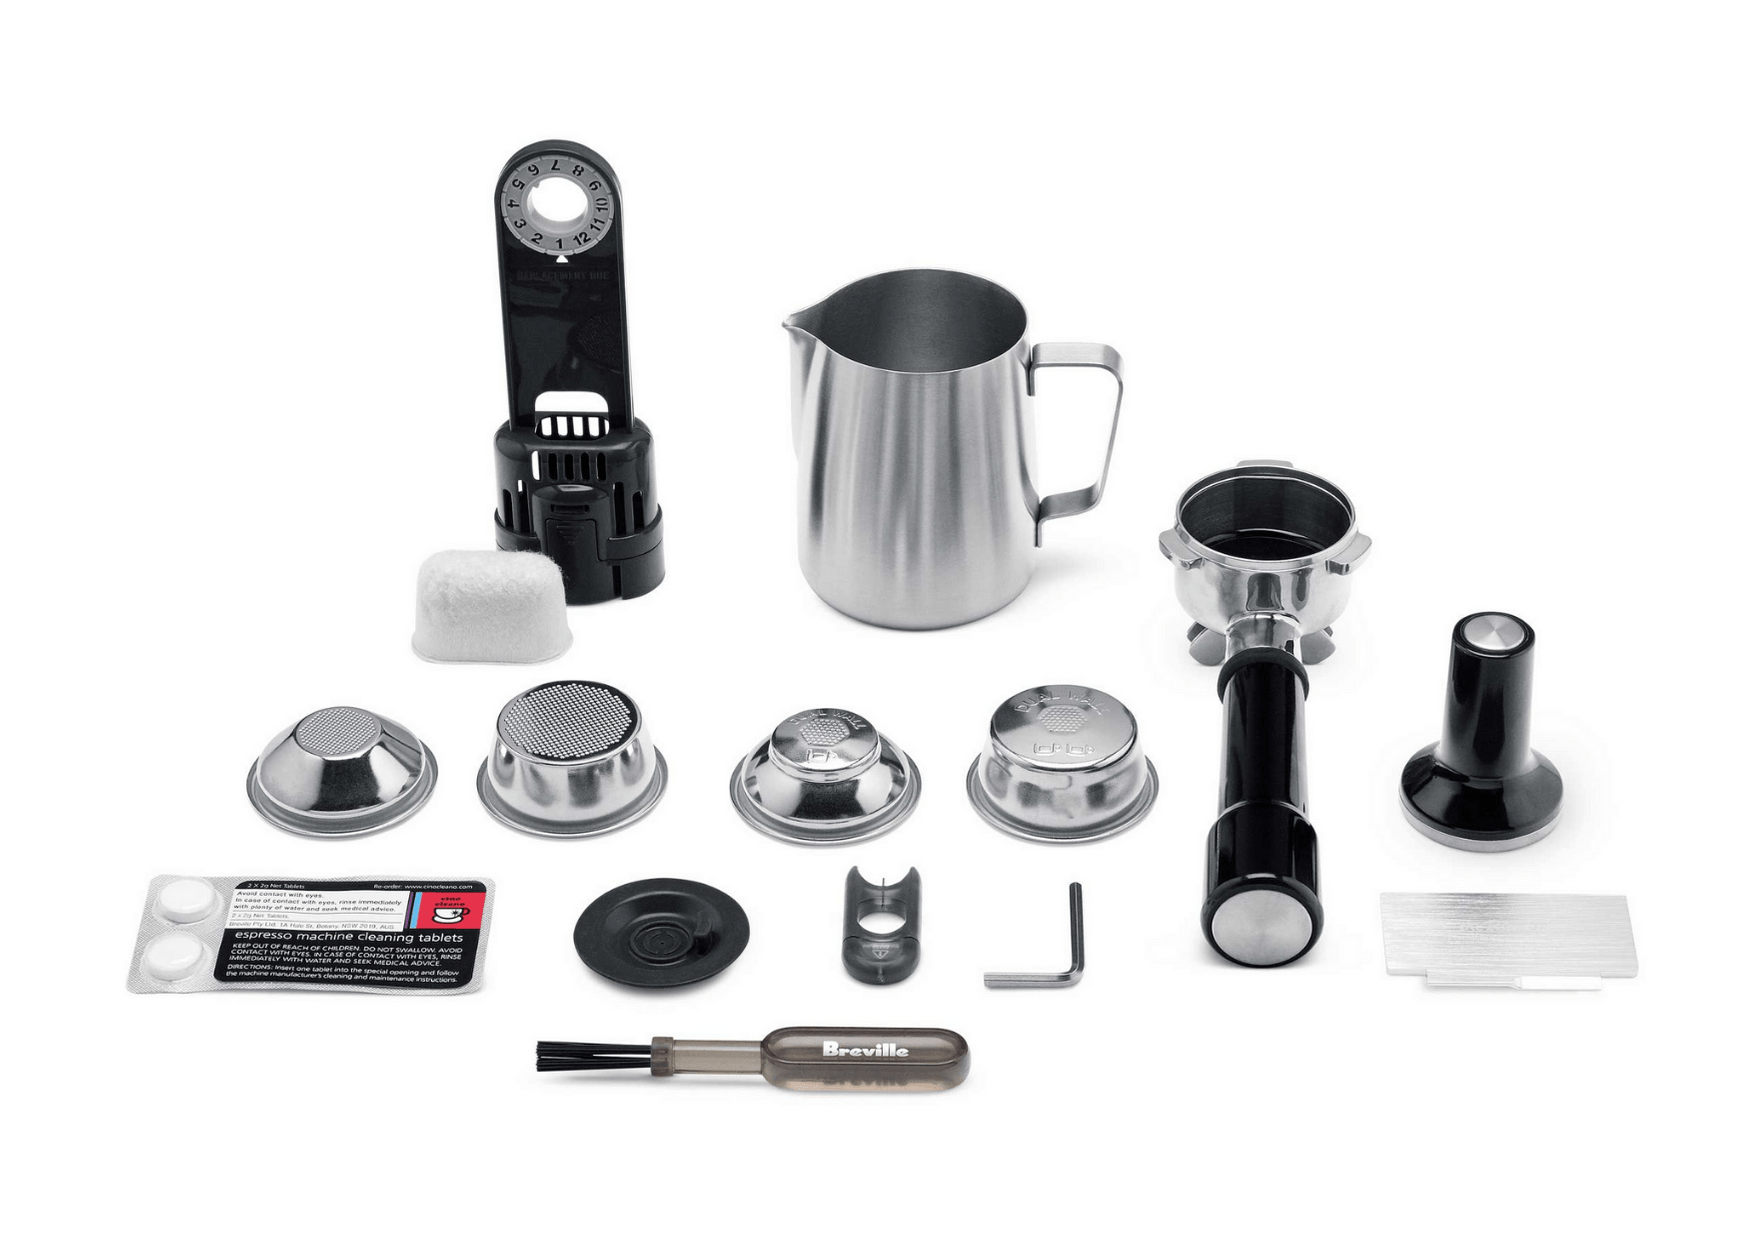 5 6 7 8 9
4 10
3 2 1 12 11
REPLACEMENT DUE
DUAL WALL
DUAL WALL
2 X 2g Net Tablets
Re-order: www.cinocleano.com
Avoid contact with eyes.
In case of contact with eyes, rinse immediately
with plenty of water and seek medical advice.
2 x 2g Net Tablets.
Breville Pty Ltd. 1A Hale St, Botany, NSW 2019, AUS
cino
cleano
espresso machine cleaning tablets
KEEP OUT OF REACH OF CHILDREN. DO NOT SWALLOW. AVOID
CONTACT WITH EYES. IN CASE OF CONTACT WITH EYES, RINSE
IMMEDIATELY WITH WATER AND SEEK MEDICAL ADVICE.
DIRECTIONS: Insert one tablet into the special opening and follow
the machine manufacturer's cleaning and maintenance instructions.
Breville